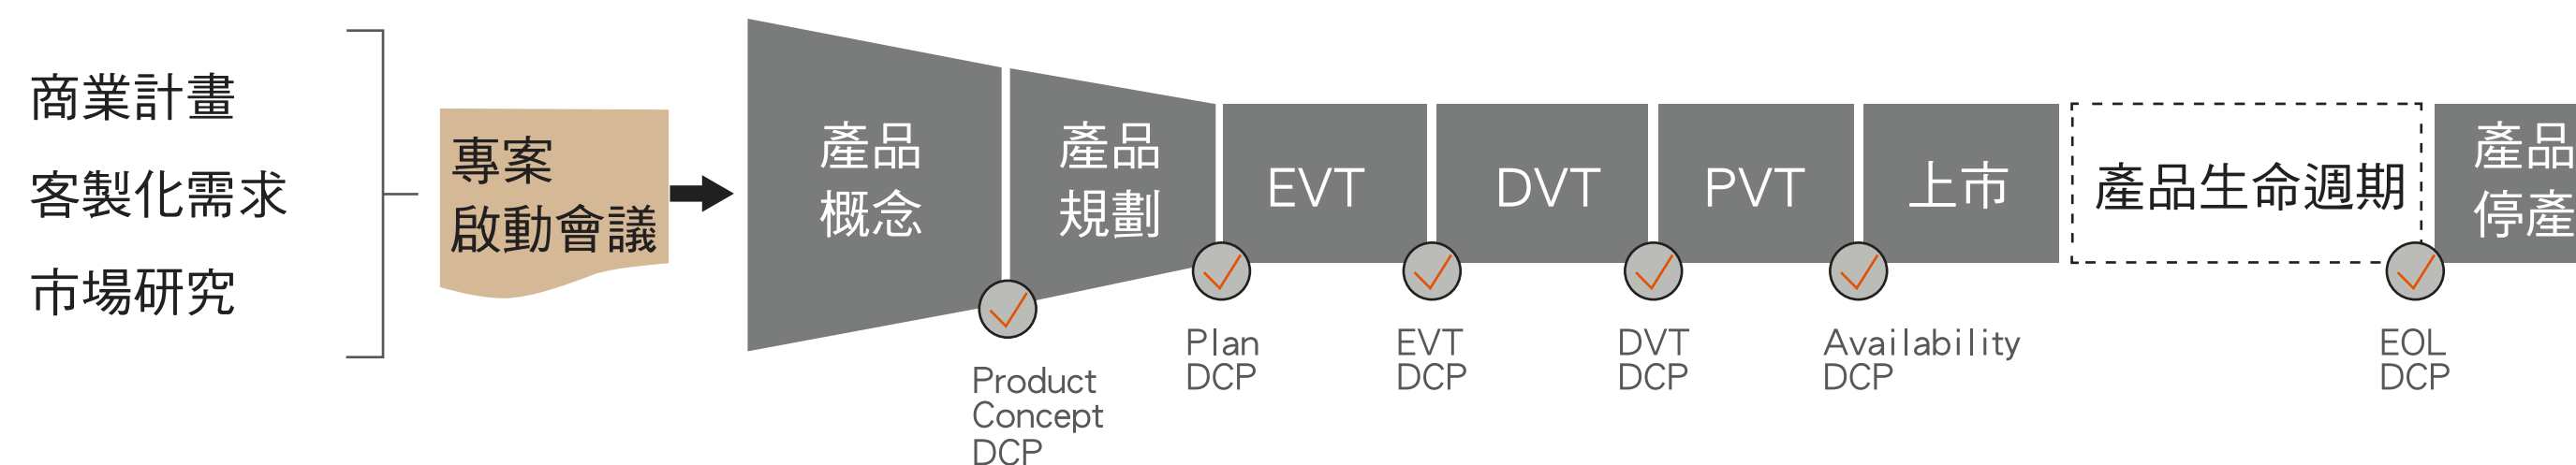 商業計畫
客製化需求
市場研究
專案
啟動會議
產品
概念
產品
規劃
EVT
DVT
PVT
上市
產品生命週期
產品
停產
Product
Concept
DCP
Plan
DCP
EVT
DCP
DVT
DCP
Availability
DCP
EOL
DCP